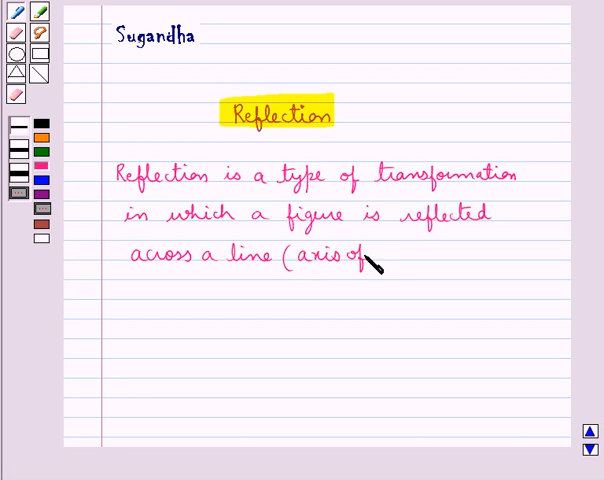 Sugandha
Reflection
Reflection is a type of transformation
in which a figure is reflected
across a line (axis of